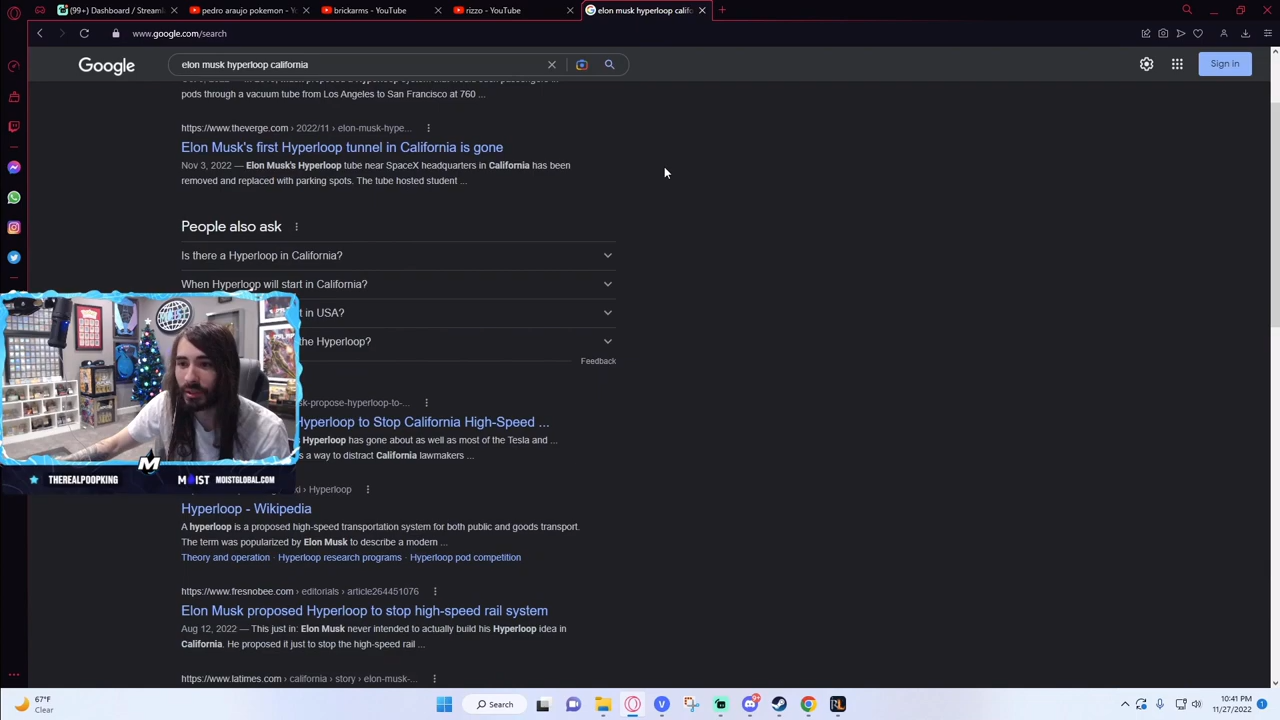 (99+) Dashboard / Streamla
pedro araujo pokemon - Yo
brickarms - YouTube
rizzo - YouTube
elon musk hyperloop califo
www.google.com/search
Google
elon musk hyperloop california
Sign in
pods through a vacuum tube from Los Angeles to San Francisco at 760 ...
https://www.theverge.com › 2022/11 › elon-musk-hype...
Elon Musk's first Hyperloop tunnel in California is gone
Nov 3, 2022 — Elon Musk's Hyperloop tube near SpaceX headquarters in California has been
removed and replaced with parking spots. The tube hosted student ...
People also ask
Is there a Hyperloop in California?
When Hyperloop will start in California?
t in USA?
the Hyperloop?
Feedback
sk-propose-hyperloop-to-...
Hyperloop to Stop California High-Speed ...
Hyperloop has gone about as well as most of the Tesla and ...
s a way to distract California lawmakers ...
› Hyperloop
Hyperloop - Wikipedia
A hyperloop is a proposed high-speed transportation system for both public and goods transport.
The term was popularized by Elon Musk to describe a modern ...
Theory and operation · Hyperloop research programs · Hyperloop pod competition
https://www.fresnobee.com › editorials › article264451076
Elon Musk proposed Hyperloop to stop high-speed rail system
Aug 12, 2022 — This just in: Elon Musk never intended to actually build his Hyperloop idea in
California. He proposed it just to stop the high-speed rail ...
https://www.latimes.com › california › story › elon-musk-...
M
THEREALPOOPKING
MOIST
MOISTGLOBAL.COM
67°F
Clear
Search
10:41 PM
11/27/2022